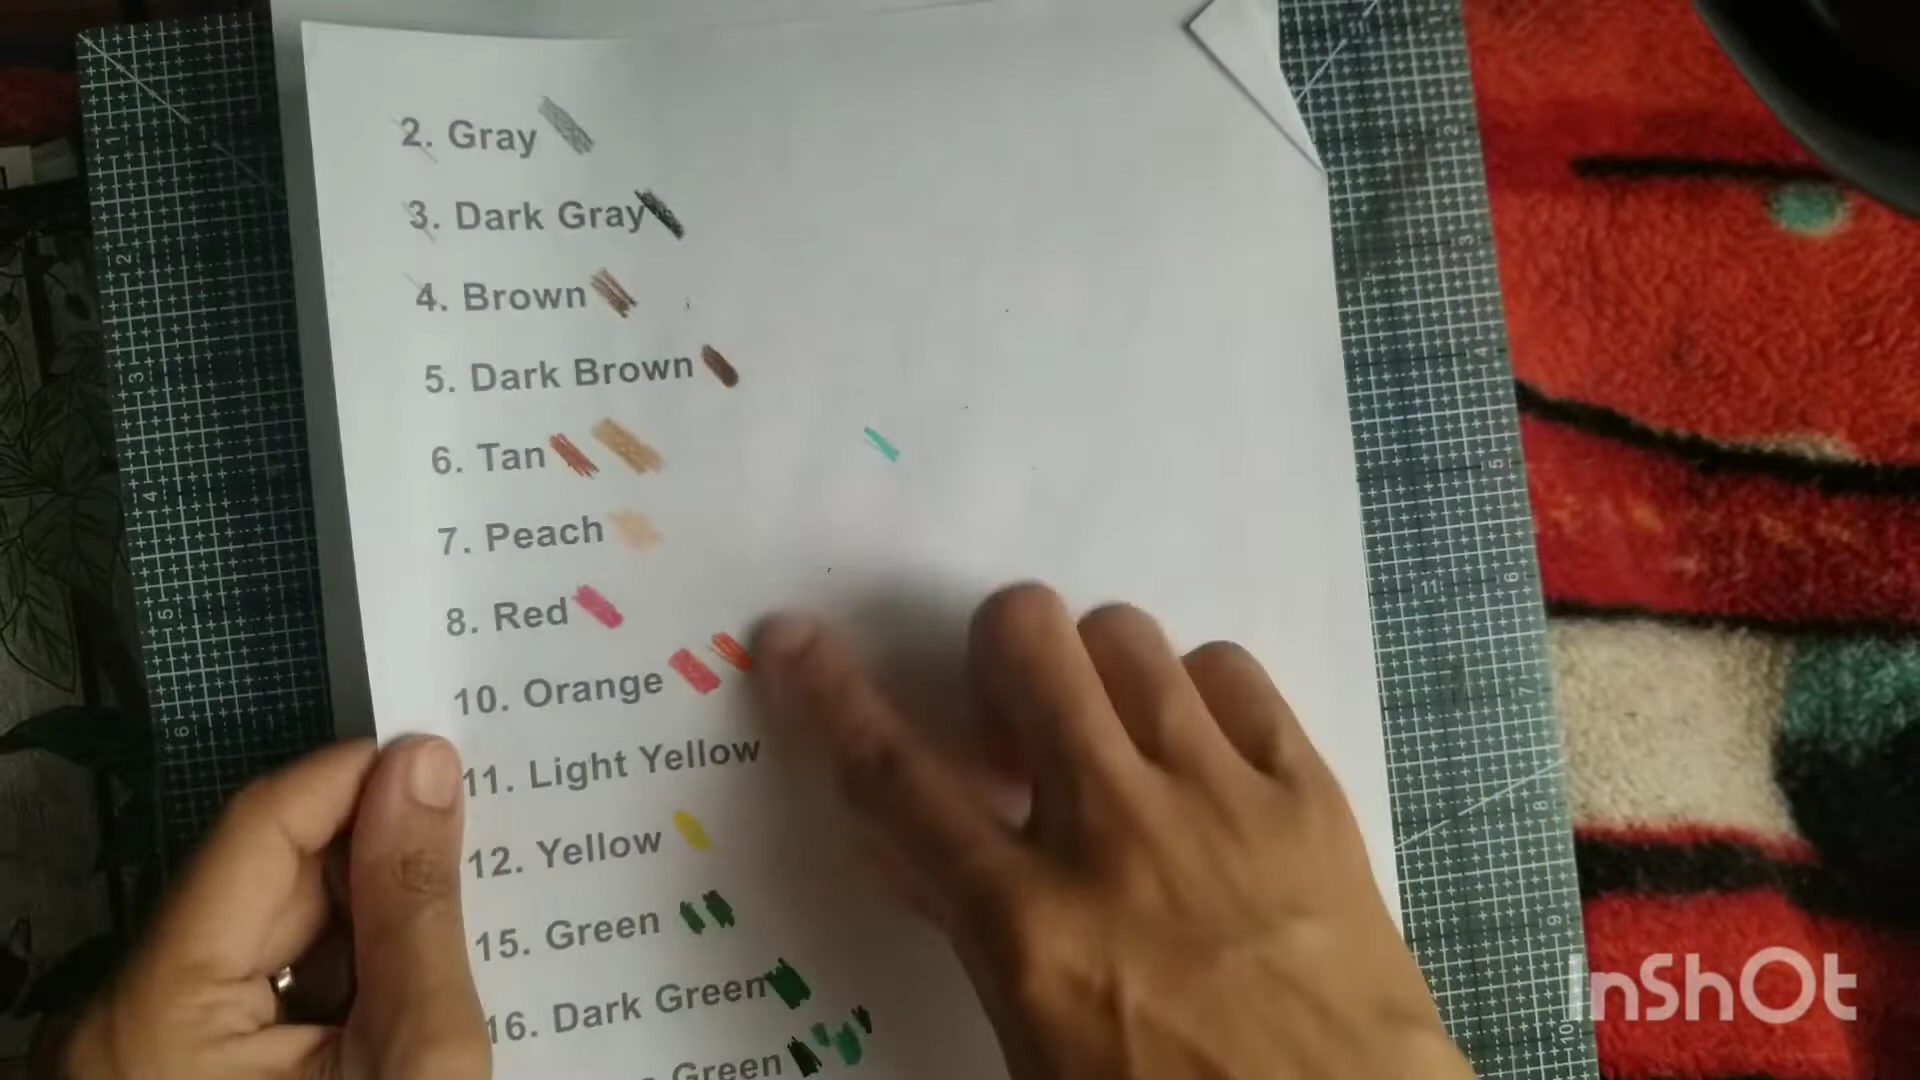 2. Gray
3. Dark Gray
4. Brown
5. Dark Brown
6. Tan
7. Peach
8. Red
10. Orange
11. Light Yellow
12. Yellow
15. Green
16. Dark Green
Green
InShOt